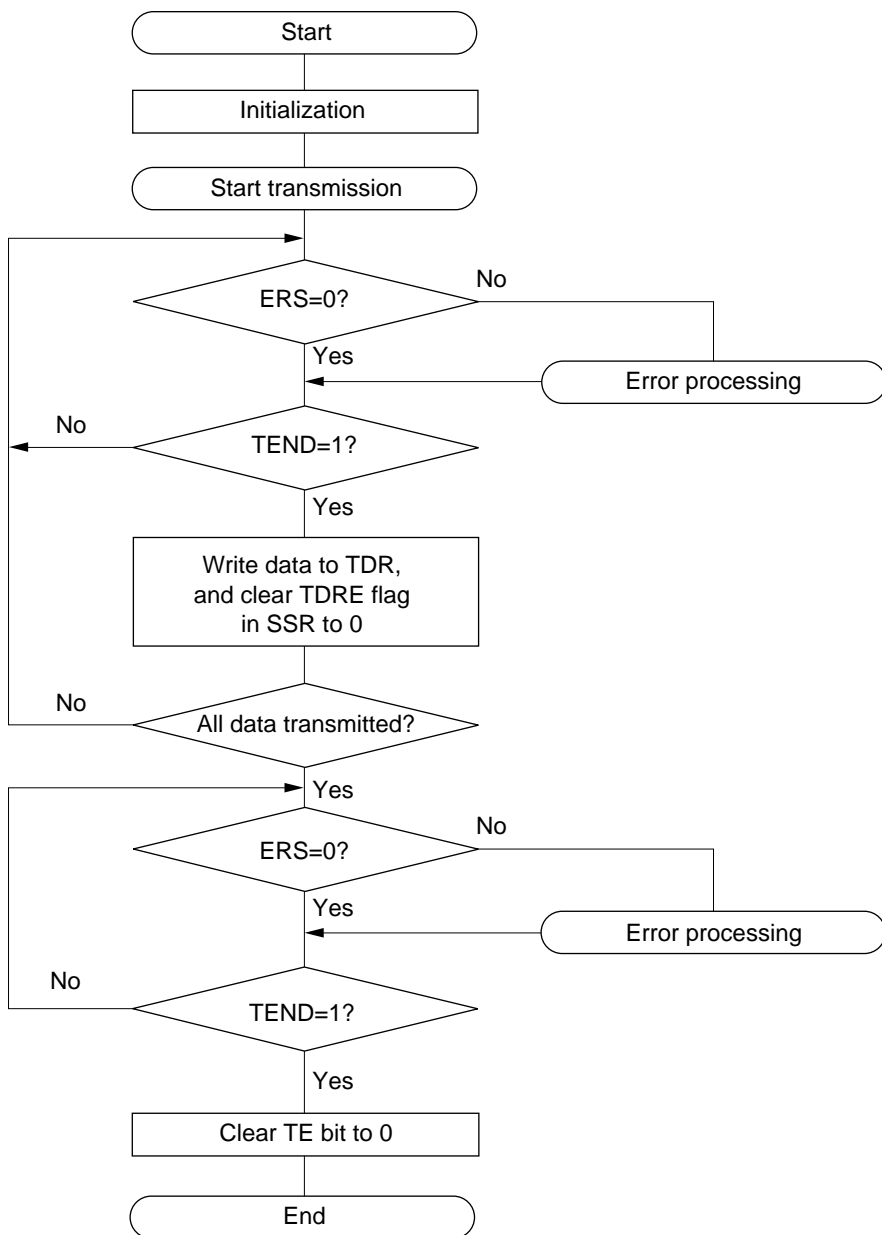 Start
Initialization
Start transmission
No
ERS=0?
Yes
Error processing
No
TEND=1?
Yes
Write data to TDR,
and clear TDRE flag
in SSR to 0
No
All data transmitted?
Yes
No
ERS=0?
Yes
Error processing
No
TEND=1?
Yes
Clear TE bit to 0
End